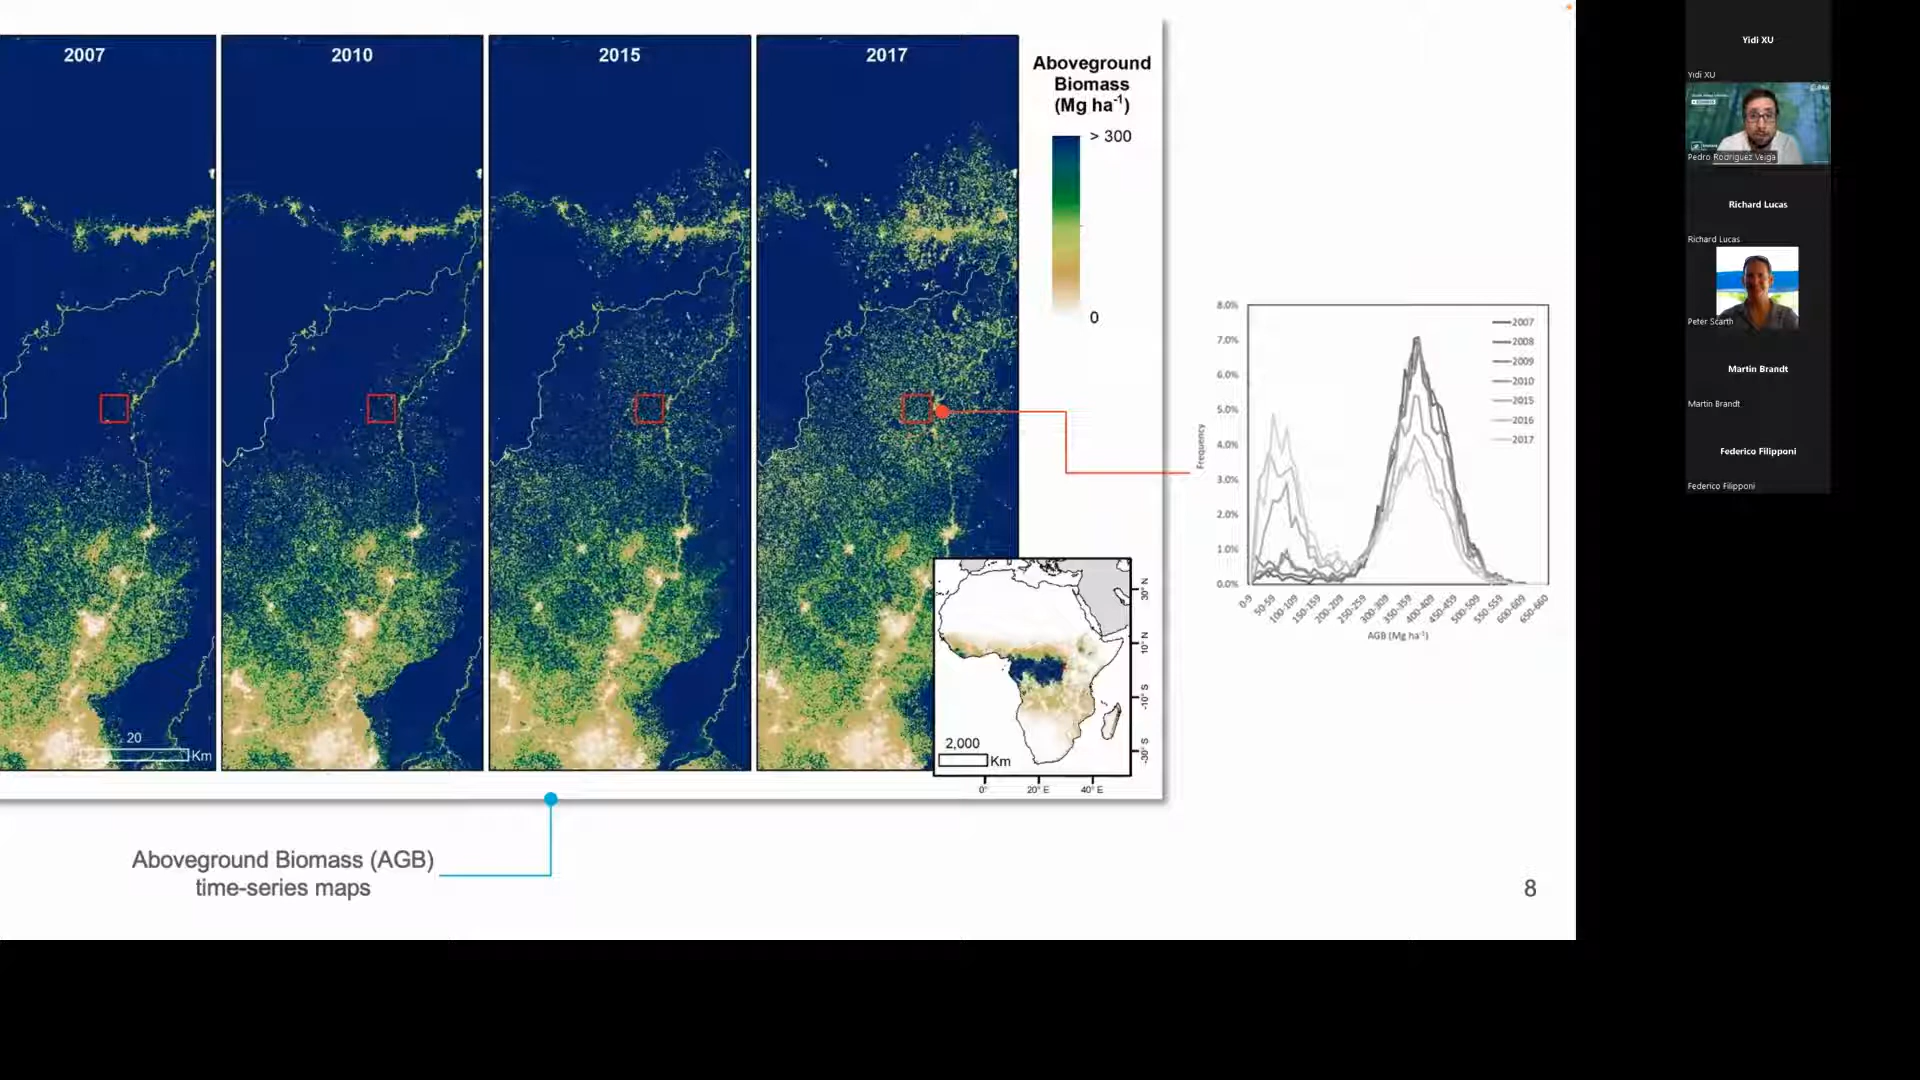 2007
2010
2015
2017
Aboveground
Biomass
(Mg ha⁻¹)
> 300
0
20
Km
2,000
Km
30° N
10° N
-10° S
-30° S
0°
20° E
40° E
8.0%
7.0%
6.0%
5.0%
4.0%
3.0%
2.0%
1.0%
0.0%
Frequency
2007
2008
2009
2010
2015
2016
2017
0-9
50-59
100-109
150-159
200-209
250-259
300-309
350-359
400-409
450-459
500-509
550-559
600-609
650-660
AGB (Mg ha⁻¹)
Aboveground Biomass (AGB)
time-series maps
8
Yidi XU
Yidi XU
Pedro Rodriguez Veiga
Richard Lucas
Richard Lucas
Peter Scarth
Martin Brandt
Martin Brandt
Federico Filipponi
Federico Filipponi